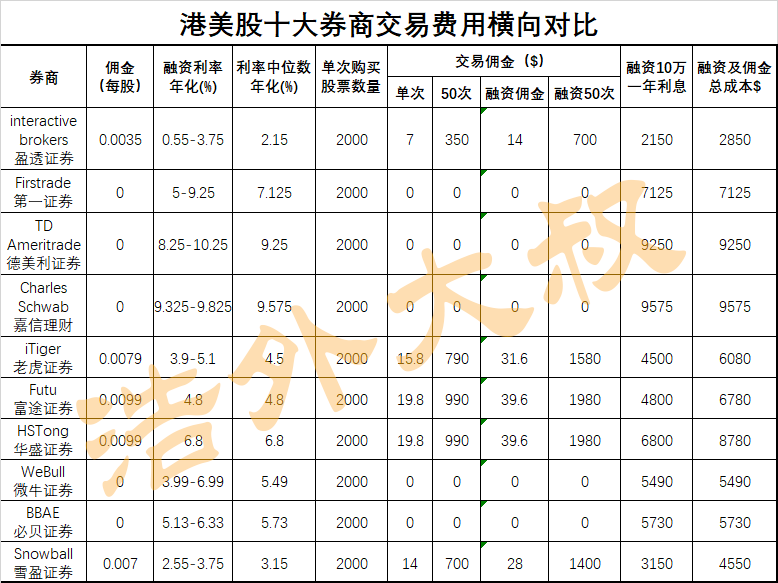 港美股十大券商交易费用横向对比
券商 佣金(每股) 融资利率年化(%) 利率中位数年化(%) 单次购买股票数量 交易佣金（$） 融资10万一年利息 融资及佣金总成本$
单次 50次 融资佣金 融资50次
interactive brokers 盈透证券 0.0035 0.55-3.75 2.15 2000 7 350 14 700 2150 2850
Firstrade 第一证券 0 5-9.25 7.125 2000 0 0 0 0 7125 7125
TD Ameritrade 德美利证券 0 8.25-10.25 9.25 2000 0 0 0 0 9250 9250
Charles Schwab 嘉信理财 0 9.325-9.825 9.575 2000 0 0 0 0 9575 9575
iTiger 老虎证券 0.0079 3.9-5.1 4.5 2000 15.8 790 31.6 1580 4500 6080
Futu 富途证券 0.0099 4.8 4.8 2000 19.8 990 39.6 1980 4800 6780
HSTong 华盛证券 0.0099 6.8 6.8 2000 19.8 990 39.6 1980 6800 8780
WeBull 微牛证券 0 3.99-6.99 5.49 2000 0 0 0 0 5490 5490
BBAE 必贝证券 0 5.13-6.33 5.73 2000 0 0 0 0 5730 5730
Snowball 雪盈证券 0.007 2.55-3.75 3.15 2000 14 700 28 1400 3150 4550
浩外大叔